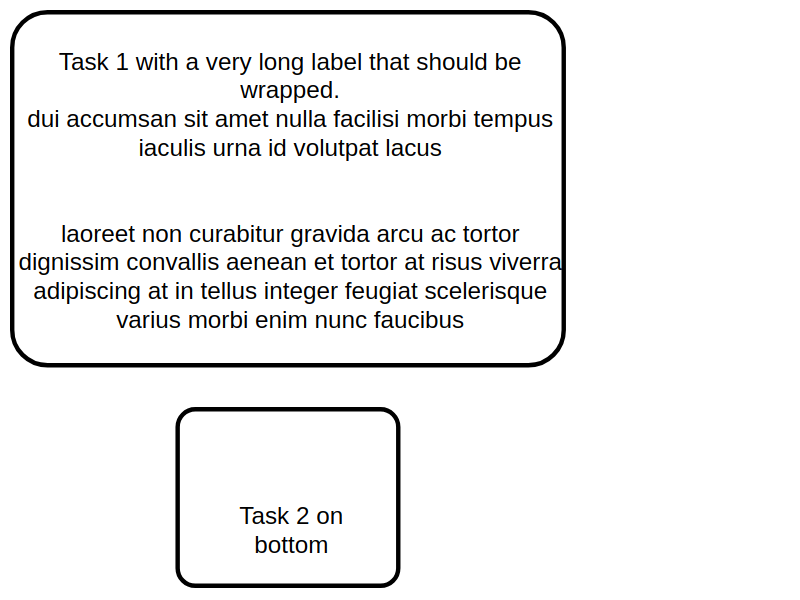 Task 1 with a very long label that should be
wrapped.
dui accumsan sit amet nulla facilisi morbi tempus
iaculis urna id volutpat lacus
laoreet non curabitur gravida arcu ac tortor
dignissim convallis aenean et tortor at risus viverra
adipiscing at in tellus integer feugiat scelerisque
varius morbi enim nunc faucibus
Task 2 on
bottom